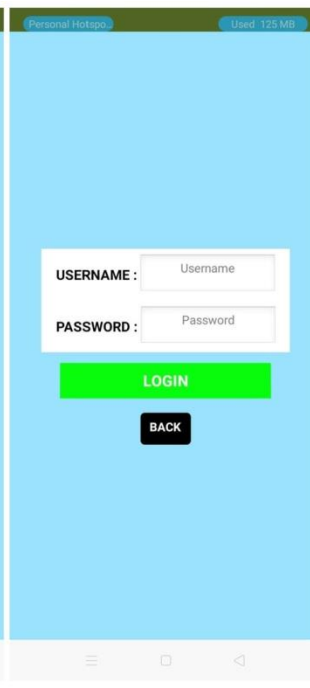 Personal Hotspo... Used 125 MB
USERNAME : Username
PASSWORD : Password
LOGIN
BACK